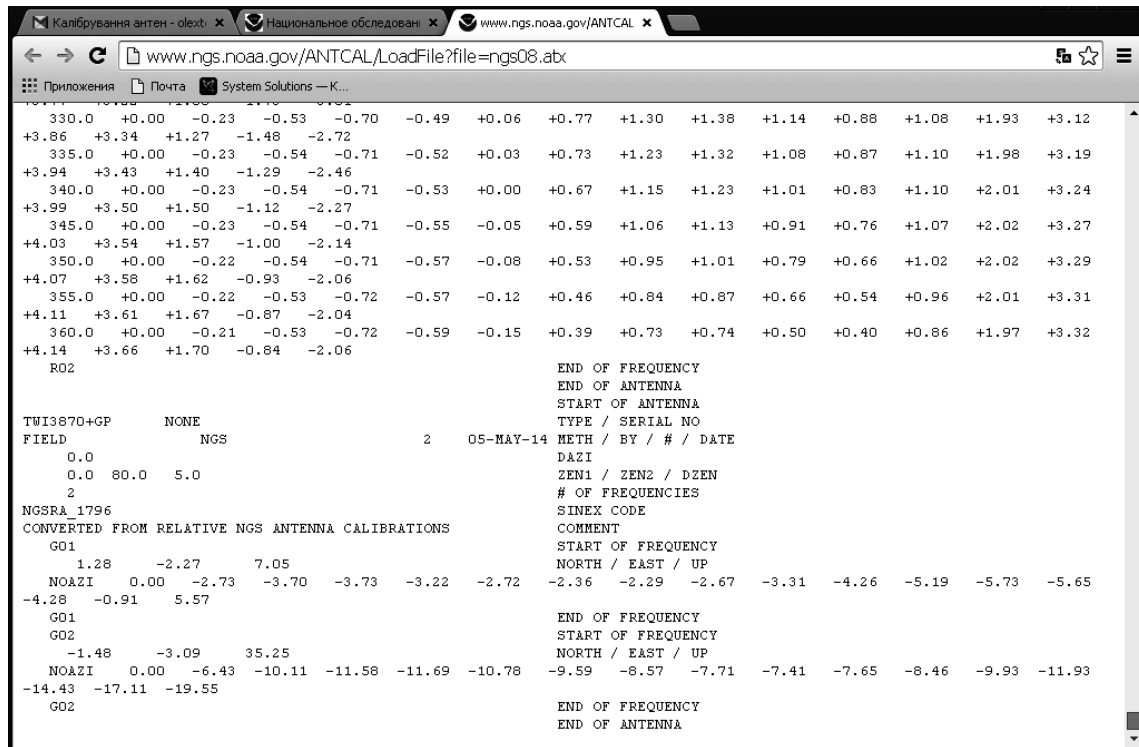 Калібрування антен - olext
Национальное обследован
www.ngs.noaa.gov/ANTCAL
www.ngs.noaa.gov/ANTCAL/LoadFile?file=ngs08.atx
Приложения Почта System Solutions — K...
330.0 +0.00 -0.23 -0.53 -0.70 -0.49 +0.06 +0.77 +1.30 +1.38 +1.14 +0.88 +1.08 +1.93 +3.12
+3.86 +3.34 +1.27 -1.48 -2.72
335.0 +0.00 -0.23 -0.54 -0.71 -0.52 +0.03 +0.73 +1.23 +1.32 +1.08 +0.87 +1.10 +1.98 +3.19
+3.94 +3.43 +1.40 -1.29 -2.46
340.0 +0.00 -0.23 -0.54 -0.71 -0.53 +0.00 +0.67 +1.15 +1.23 +1.01 +0.83 +1.10 +2.01 +3.24
+3.99 +3.50 +1.50 -1.12 -2.27
345.0 +0.00 -0.23 -0.54 -0.71 -0.55 -0.05 +0.59 +1.06 +1.13 +0.91 +0.76 +1.07 +2.02 +3.27
+4.03 +3.54 +1.57 -1.00 -2.14
350.0 +0.00 -0.22 -0.54 -0.71 -0.57 -0.08 +0.53 +0.95 +1.01 +0.79 +0.66 +1.02 +2.02 +3.29
+4.07 +3.58 +1.62 -0.93 -2.06
355.0 +0.00 -0.22 -0.53 -0.72 -0.57 -0.12 +0.46 +0.84 +0.87 +0.66 +0.54 +0.96 +2.01 +3.31
+4.11 +3.61 +1.67 -0.87 -2.04
360.0 +0.00 -0.21 -0.53 -0.72 -0.59 -0.15 +0.39 +0.73 +0.74 +0.50 +0.40 +0.86 +1.97 +3.32
+4.14 +3.66 +1.70 -0.84 -2.06
R02 END OF FREQUENCY
END OF ANTENNA
START OF ANTENNA
TWI3870+GP NONE TYPE / SERIAL NO
FIELD NGS 2 05-MAY-14 METH / BY / # / DATE
0.0 DAZI
0.0 80.0 5.0 ZEN1 / ZEN2 / DZEN
2 # OF FREQUENCIES
NGSRA_1796 SINEX CODE
CONVERTED FROM RELATIVE NGS ANTENNA CALIBRATIONS COMMENT
G01 START OF FREQUENCY
1.28 -2.27 7.05 NORTH / EAST / UP
NOAZI 0.00 -2.73 -3.70 -3.73 -3.22 -2.72 -2.36 -2.29 -2.67 -3.31 -4.26 -5.19 -5.73 -5.65
-4.28 -0.91 5.57
G01 END OF FREQUENCY
G02 START OF FREQUENCY
-1.48 -3.09 35.25 NORTH / EAST / UP
NOAZI 0.00 -6.43 -10.11 -11.58 -11.69 -10.78 -9.59 -8.57 -7.71 -7.41 -7.65 -8.46 -9.93 -11.93
-14.43 -17.11 -19.55
G02 END OF FREQUENCY
END OF ANTENNA